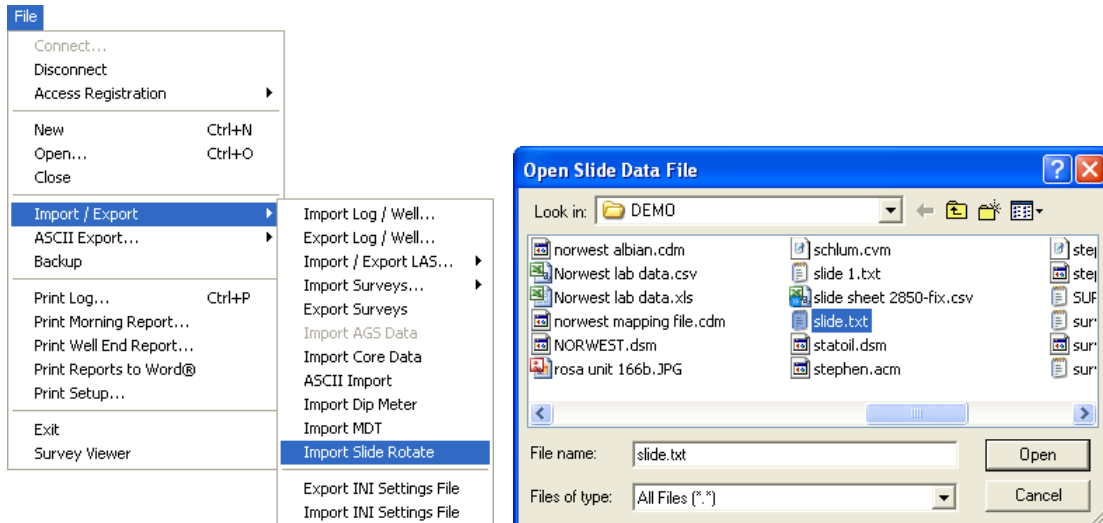 File
Connect...
Disconnect
Access Registration
New Ctrl+N
Open... Ctrl+O
Close
Import / Export
ASCII Export...
Backup
Print Log... Ctrl+P
Print Morning Report...
Print Well End Report...
Print Reports to Word®
Print Setup...
Exit
Survey Viewer
Import Log / Well...
Export Log / Well...
Import / Export LAS...
Import Surveys...
Export Surveys
Import AGS Data
Import Core Data
ASCII Import
Import Dip Meter
Import MDT
Import Slide Rotate
Export INI Settings File
Import INI Settings File
Open Slide Data File
Look in: DEMO
norwest albian.cdm
Norwest lab data.csv
Norwest lab data.xls
norwest mapping file.cdm
NORWEST.dsm
rosa unit 166b.JPG
schlum.cvm
slide 1.txt
slide sheet 2850-fix.csv
slide.txt
statoil.dsm
stephen.acm
File name: slide.txt
Open
Files of type: All Files (*.*)
Cancel